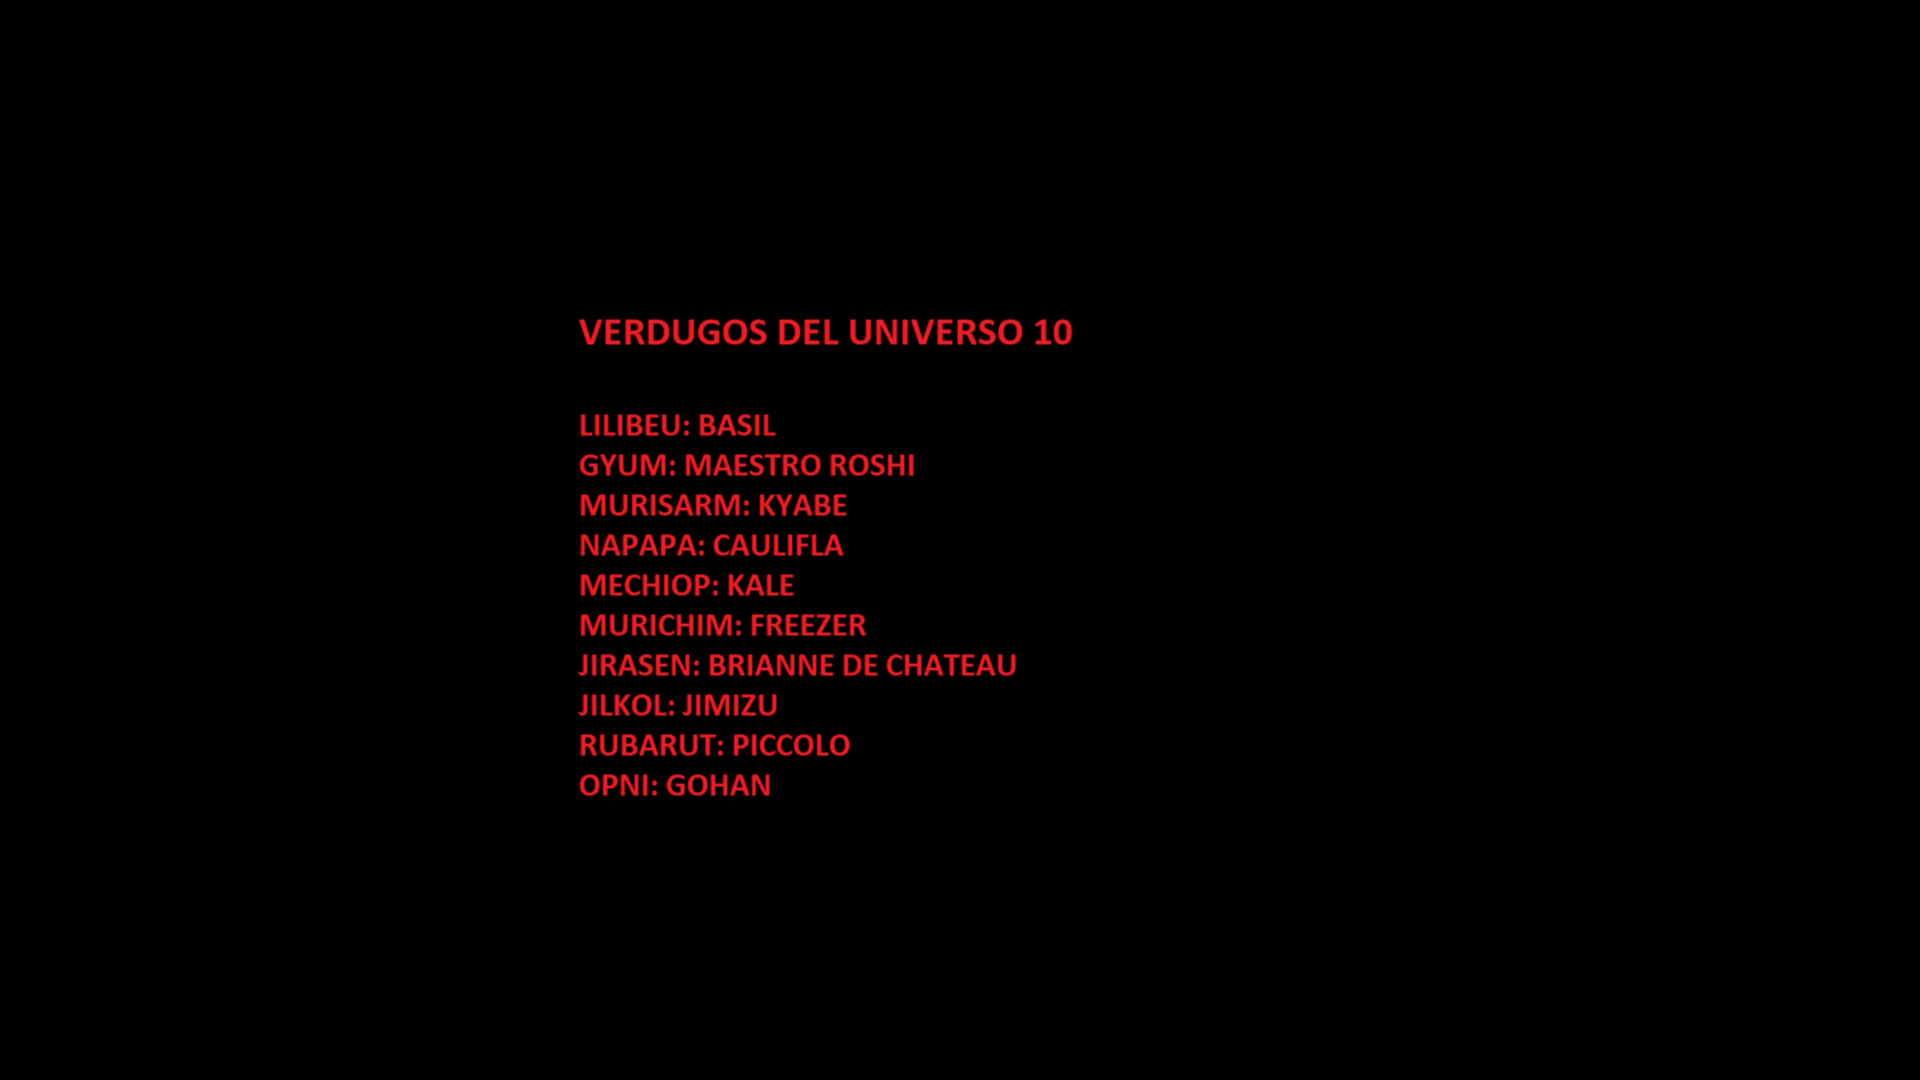 VERDUGOS DEL UNIVERSO 10
LILIBEU: BASIL
GYUM: MAESTRO ROSHI
MURISARM: KYABE
NAPAPA: CAULIFLA
MECHIOP: KALE
MURICHIM: FREEZER
JIRASEN: BRIANNE DE CHATEAU
JILKOL: JIMIZU
RUBARUT: PICCOLO
OPNI: GOHAN